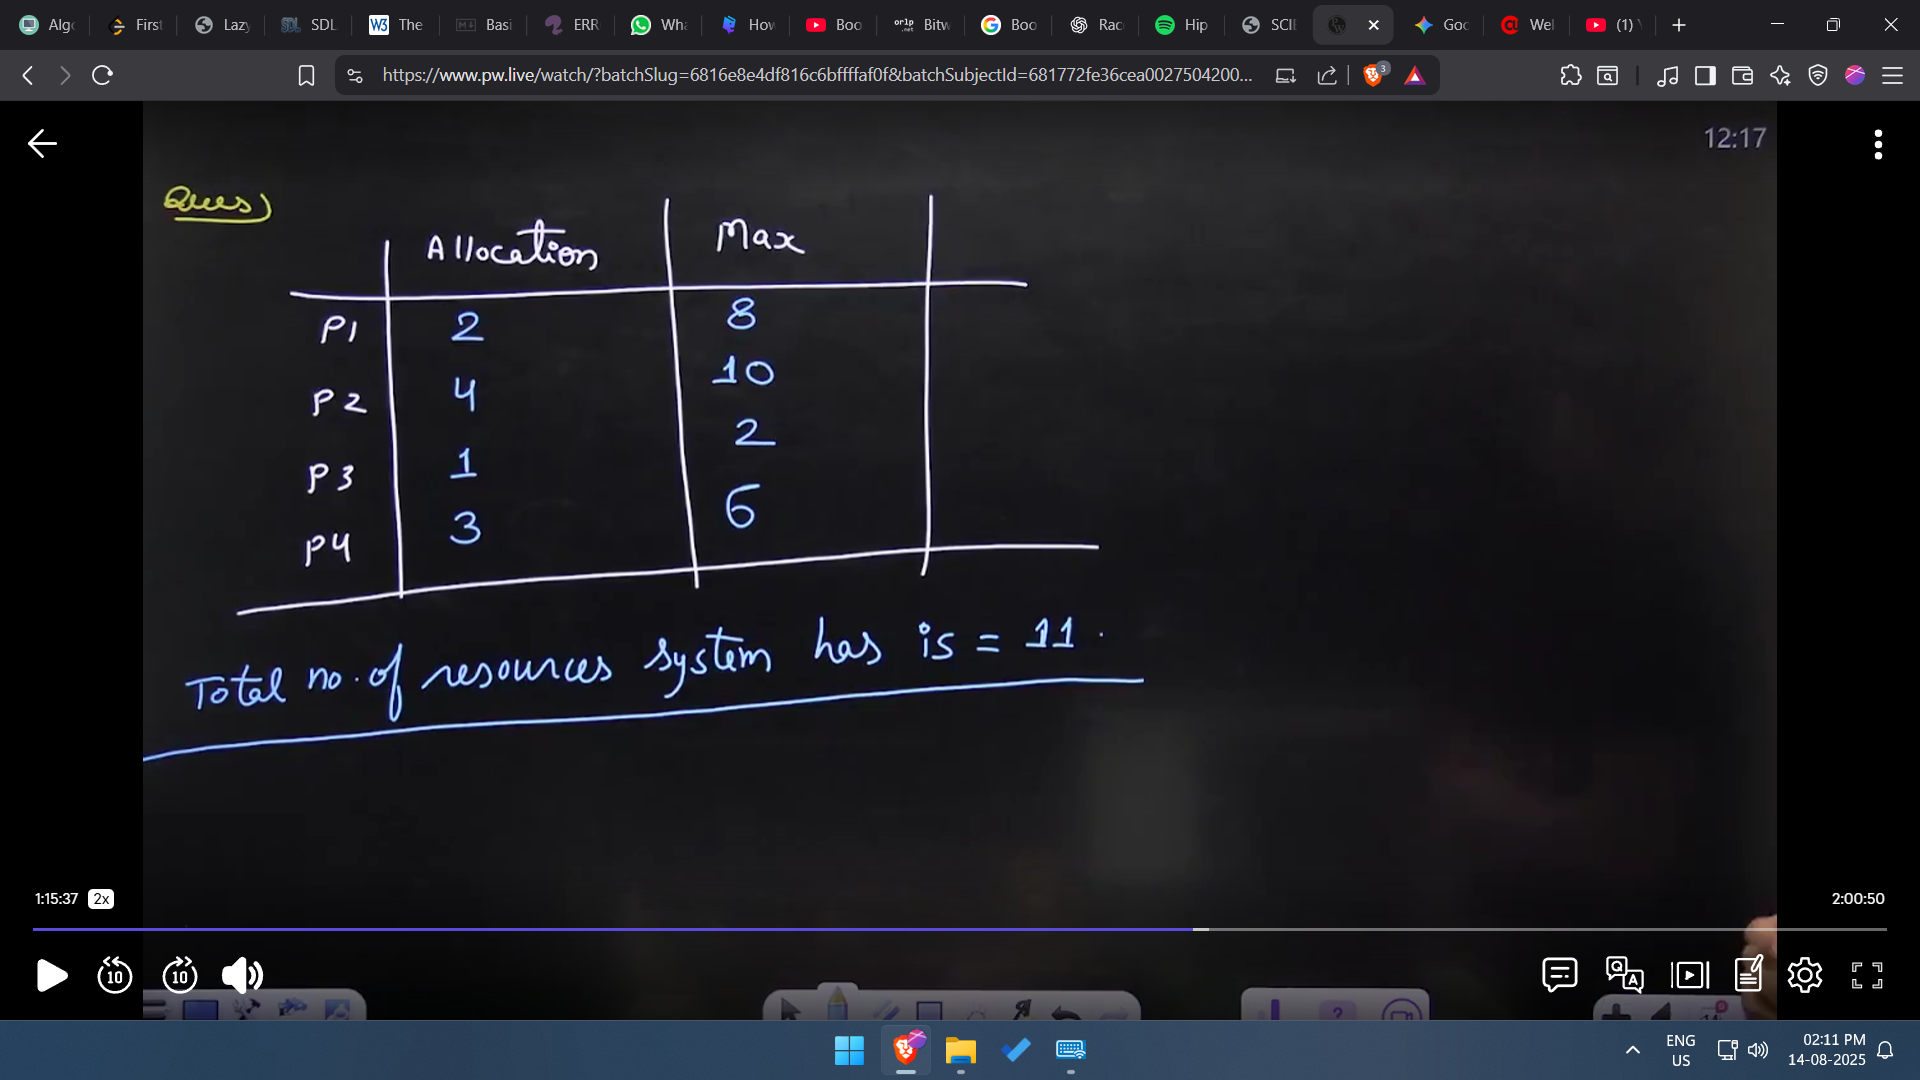 Algo
First
Lazy
SDL
The
Basi
ERR
Wha
How
Boo
Bitw
Boo
Rac
Hip
SCIE
Goo
Wel
(1)
https://www.pw.live/watch/?batchSlug=6816e8e4df816c6bffffaf0f&batchSubjectId=681772fe36cea0027504200...
3
12:17
Ques)
Allocation Max
P1 2 8
P2 4 10
P3 1 2
P4 3 6
Total no. of resources system has is = 11.
1:15:37 2x 2:00:50
10 10
ENG 02:11 PM
US 14-08-2025